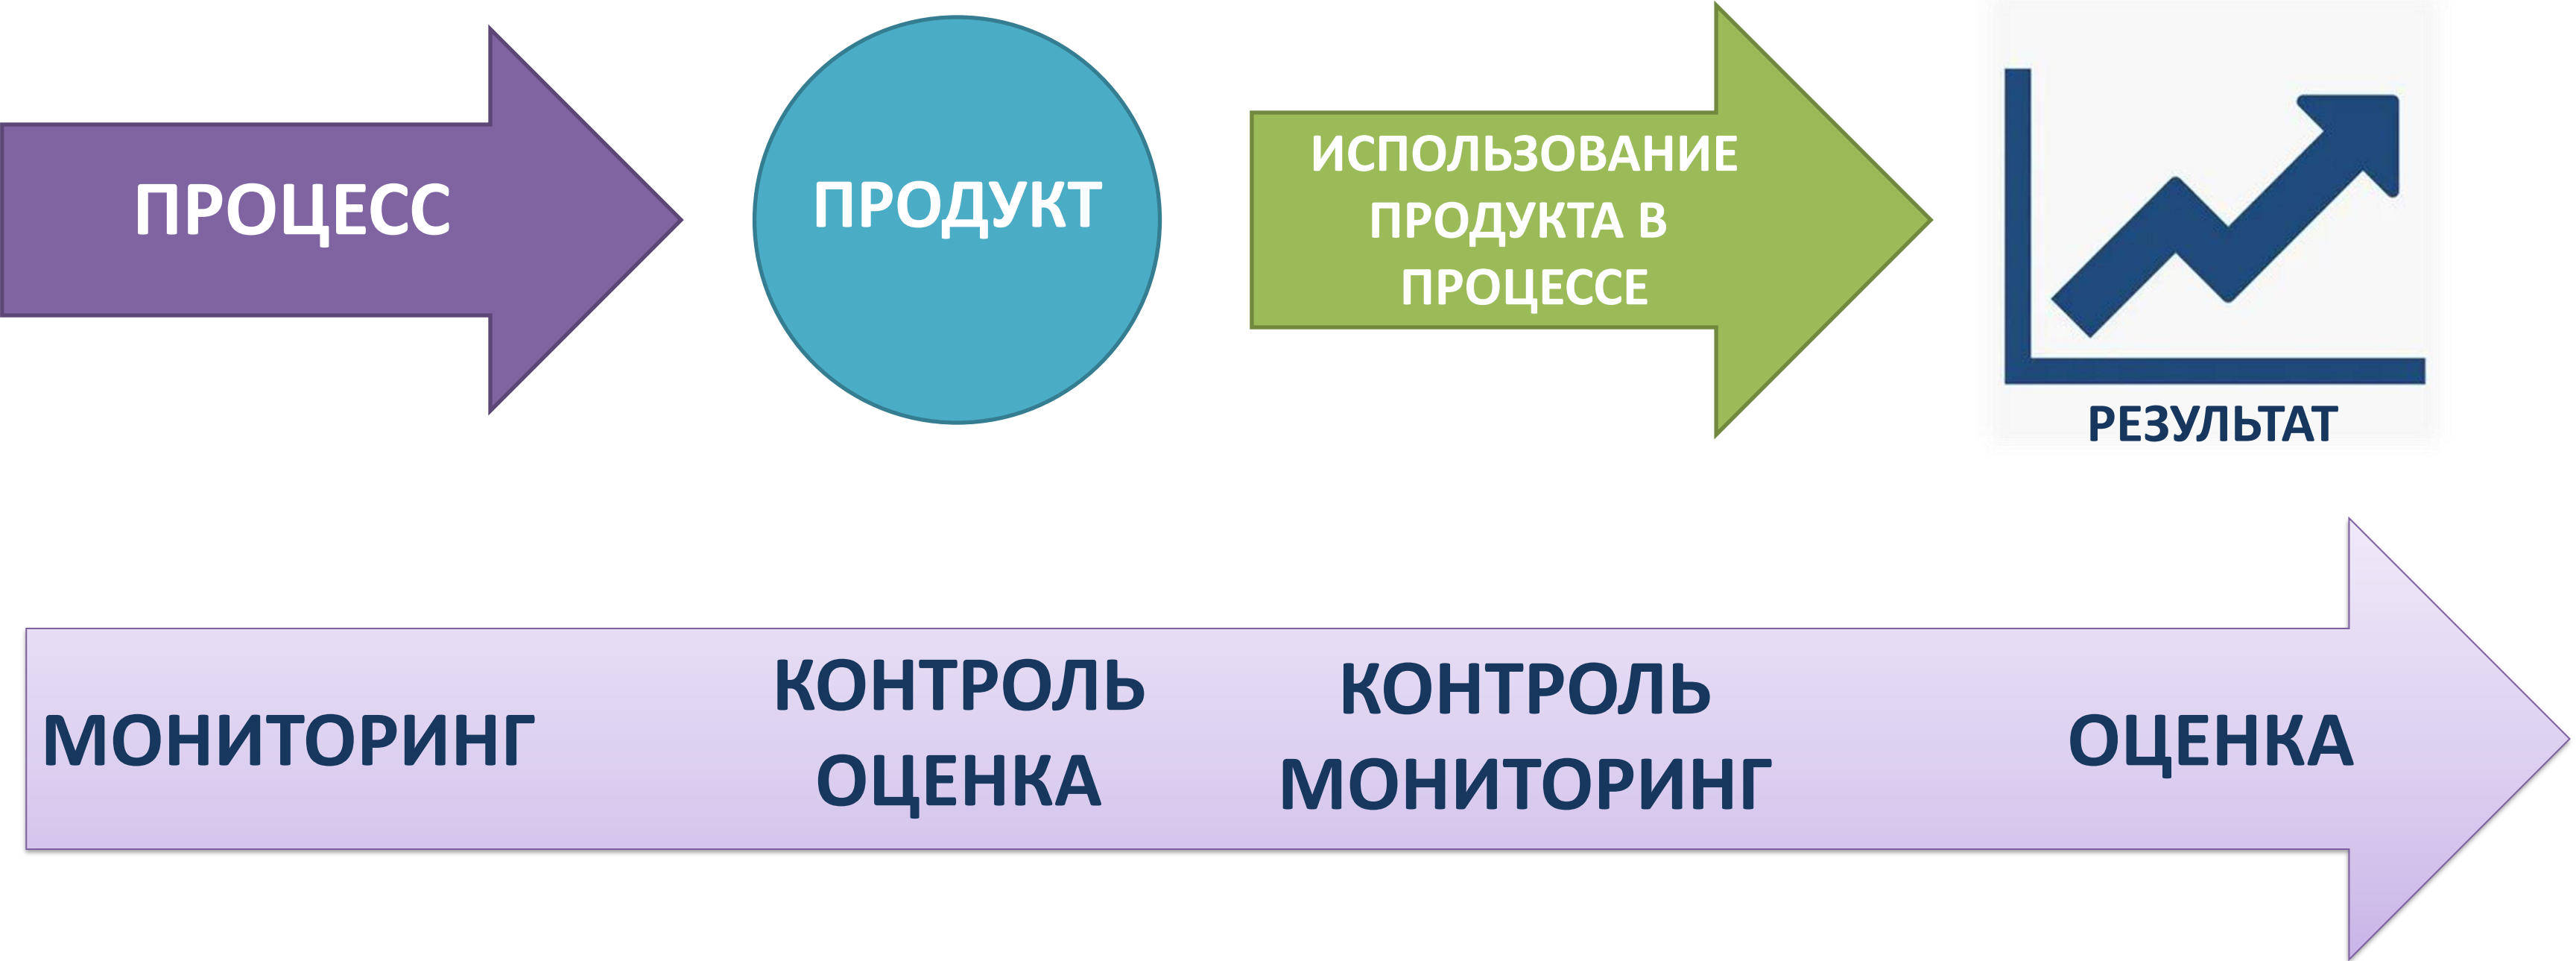 ПРОЦЕСС
ПРОДУКТ
ИСПОЛЬЗОВАНИЕ
ПРОДУКТА В
ПРОЦЕССЕ
РЕЗУЛЬТАТ
МОНИТОРИНГ
КОНТРОЛЬ
ОЦЕНКА
КОНТРОЛЬ
МОНИТОРИНГ
ОЦЕНКА